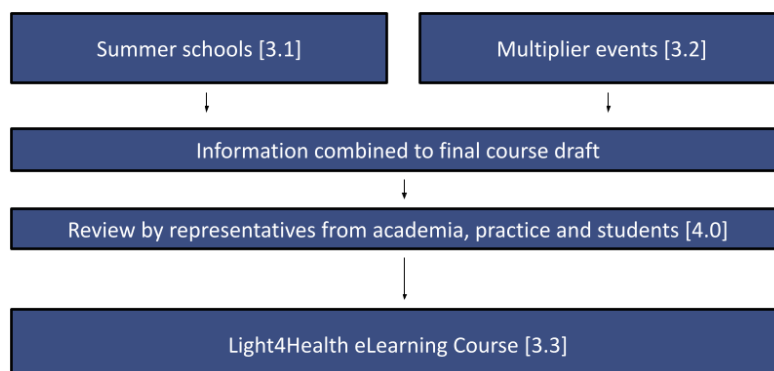 Summer schools [3.1]
Multiplier events [3.2]
Information combined to final course draft
Review by representatives from academia, practice and students [4.0]
Light4Health eLearning Course [3.3]